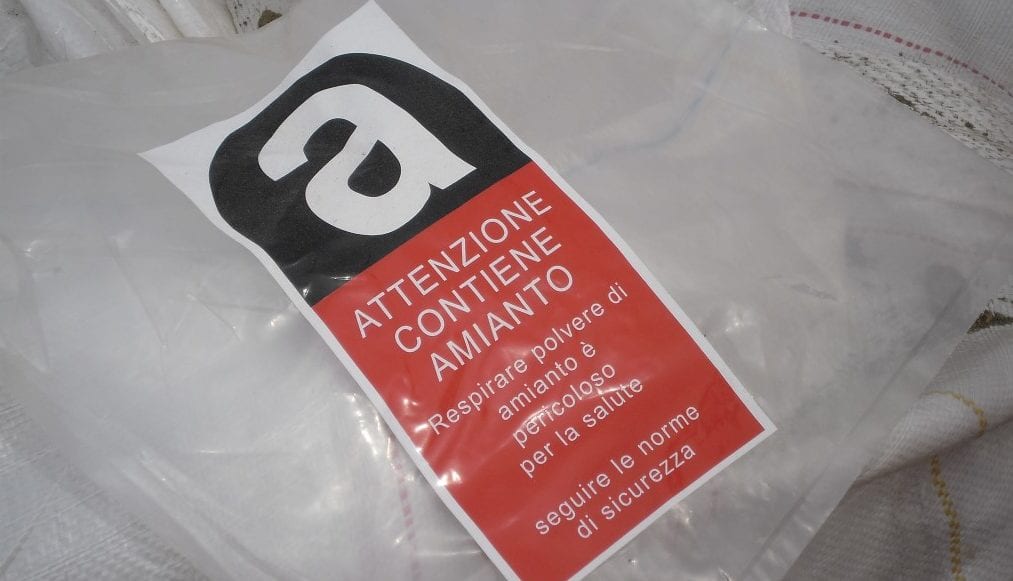 a
ATTENZIONE
CONTIENE
AMIANTO
Respirare polvere di
amianto è
pericoloso
per la salute
seguire le norme
di sicurezza